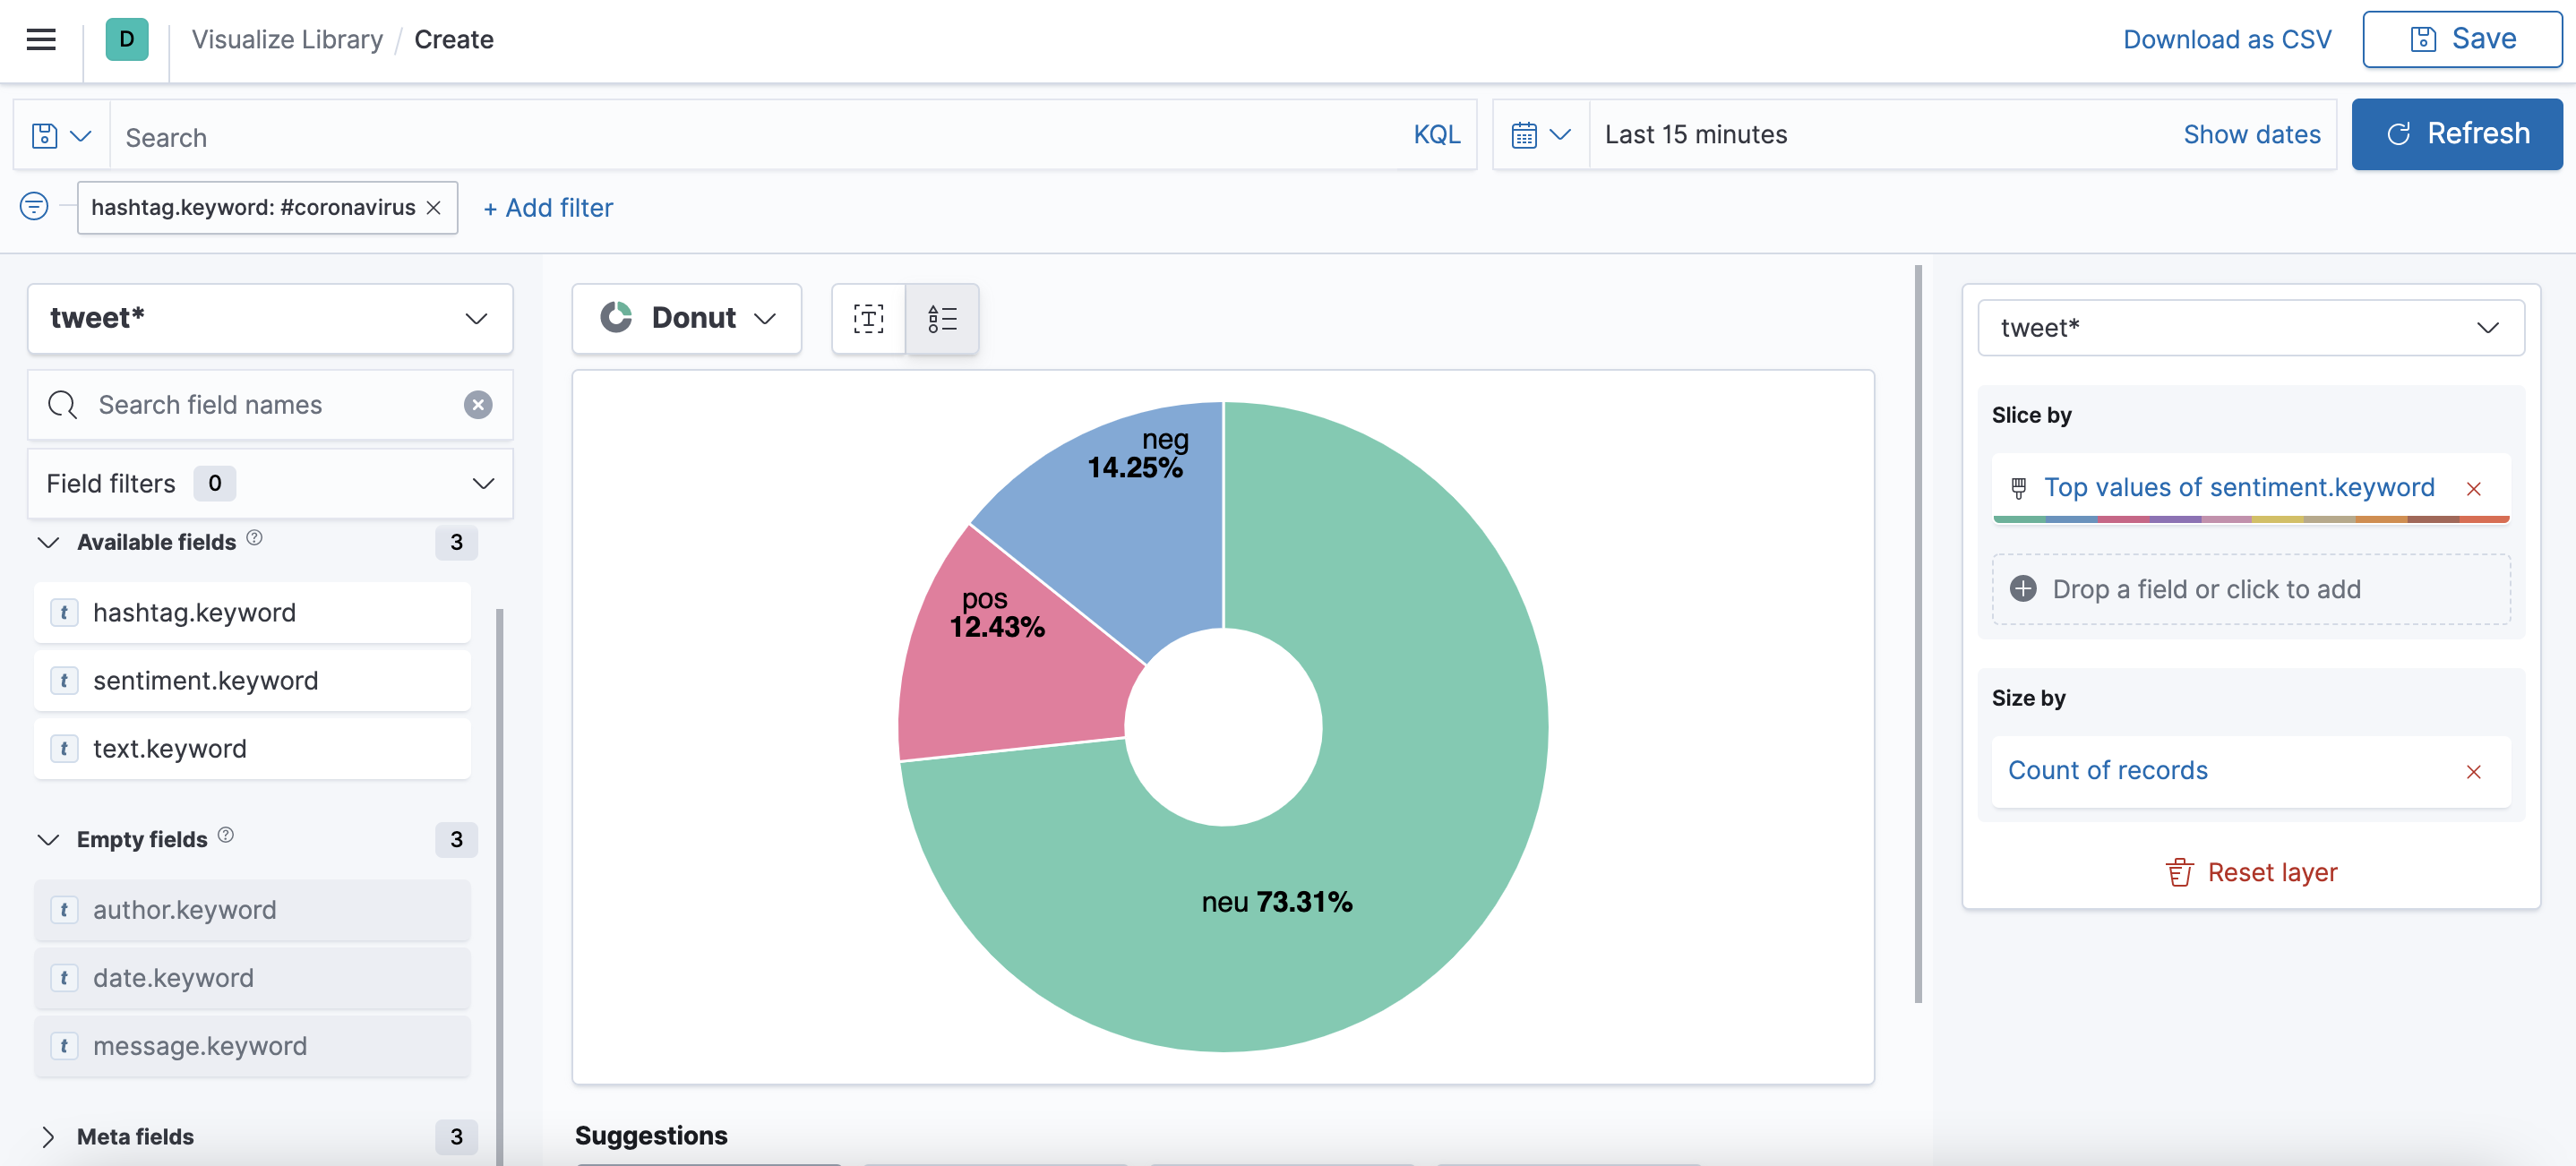 D
Visualize Library / Create
Download as CSV
Save
Search
KQL
Last 15 minutes
Show dates
Refresh
hashtag.keyword: #coronavirus
+ Add filter
tweet*
Search field names
Field filters 0
Available fields 3
t hashtag.keyword
t sentiment.keyword
t text.keyword
Empty fields 3
t author.keyword
t date.keyword
t message.keyword
Meta fields 3
Donut
T
neg
14.25%
pos
12.43%
neu 73.31%
Suggestions
tweet*
Slice by
Top values of sentiment.keyword
Drop a field or click to add
Size by
Count of records
Reset layer